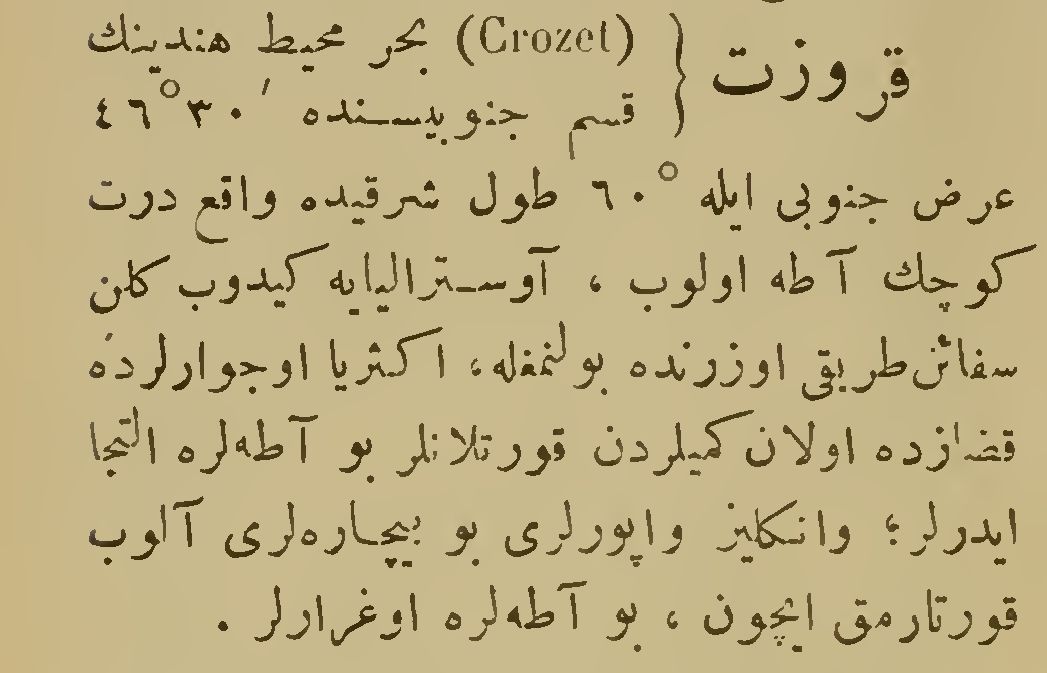 قروزت { (Crozet) بحر محيط هندينك
قسم جنوبيسنده ٤٦°٣٠′
عرض جنوبى ايله ٦٠° طول شرقيده واقع درت
كوچك آطه اولوب ، آوستراليايه كيدوب كلن
سفائن طريقى اوزرنده بولنمغله، اكثريا اوجوارلرده
قضازده اولان كميلردن قورتلانلر بو آطه‌لره التجا
ايدرلر؛ وانكليز واپورلرى بو بيچاره‌لرى آلوب
قورتارمق ايچون ، بو آطه‌لره اوغرارلر .